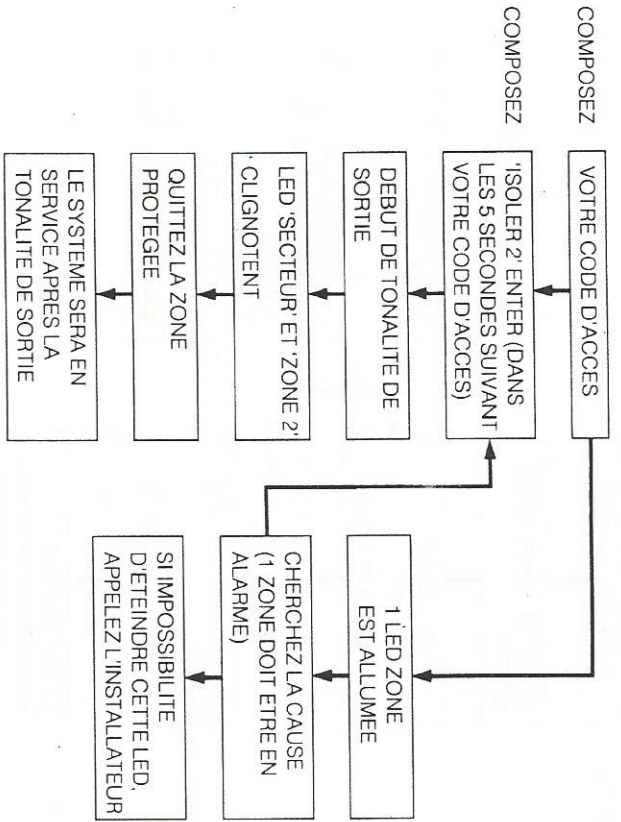 COMPOSEZ
VOTRE CODE D'ACCES
COMPOSEZ
'ISOLER 2' ENTER (DANS
LES 5 SECONDES SUIVANT
VOTRE CODE D'ACCES)
DEBUT DE TONALITE DE
SORTIE
LED 'SECTEUR' ET 'ZONE 2'
'CLIGNOTENT
QUITTEZ LA ZONE
PROTEGEE
LE SYSTEME SERA EN
SERVICE APRES LA
TONALITE DE SORTIE
1 LED ZONE
EST ALLUMEE
CHERCHEZ LA CAUSE
(1 ZONE DOIT ETRE EN
ALARME)
SI IMPOSSIBILITE
D'ETEINDRE CETTE LED,
APPELEZ L'INSTALLATEUR